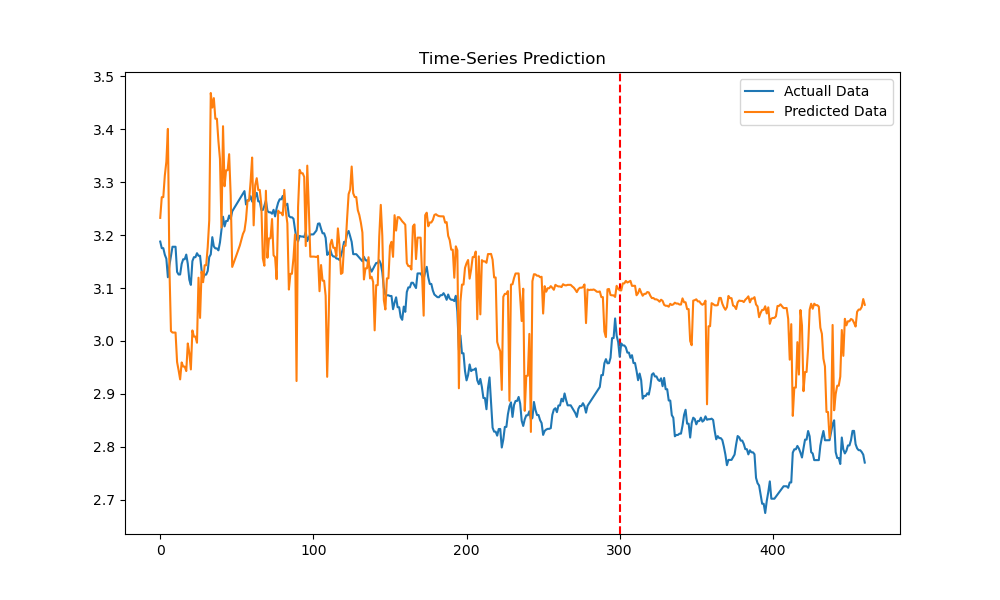 Time-Series Prediction
Actuall Data
Predicted Data
3.5
3.4
3.3
3.2
3.1
3.0
2.9
2.8
2.7
0 100 200 300 400